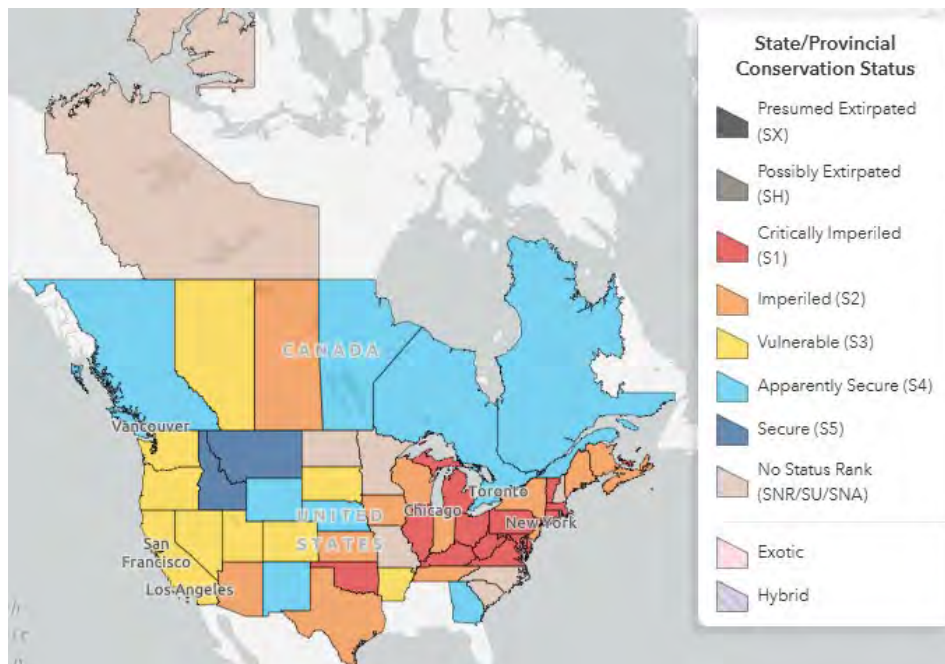 State/Provincial
Conservation Status
Presumed Extirpated
(SX)
Possibly Extirpated
(SH)
Critically Imperiled
(S1)
Imperiled (S2)
Vulnerable (S3)
Apparently Secure (S4)
Secure (S5)
No Status Rank
(SNR/SU/SNA)
Exotic
Hybrid
CANADA
Vancouver
Toronto
Chicago
New York
UNITED
STATES
San
Francisco
Los Angeles